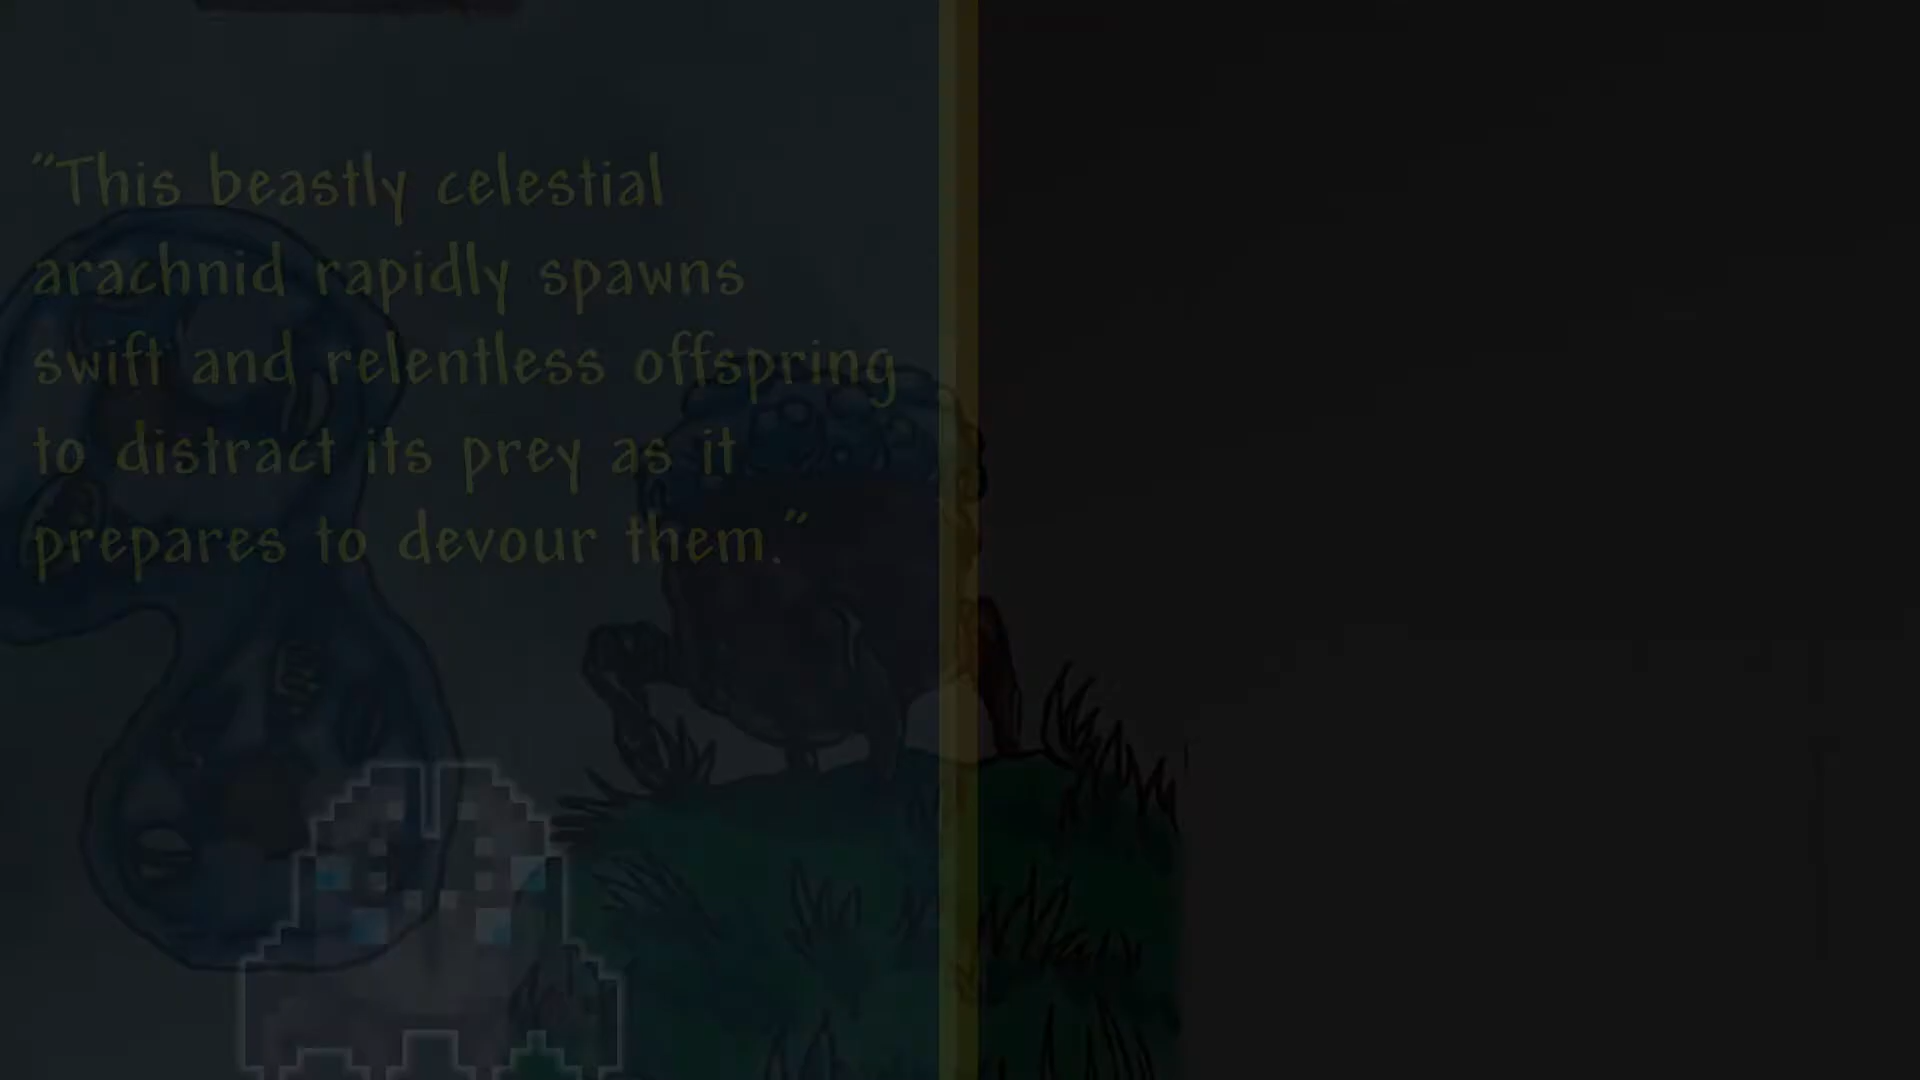 "This beastly celestial
arachnid rapidly spawns
swift and relentless offspring
to distract its prey as it
prepares to devour them."